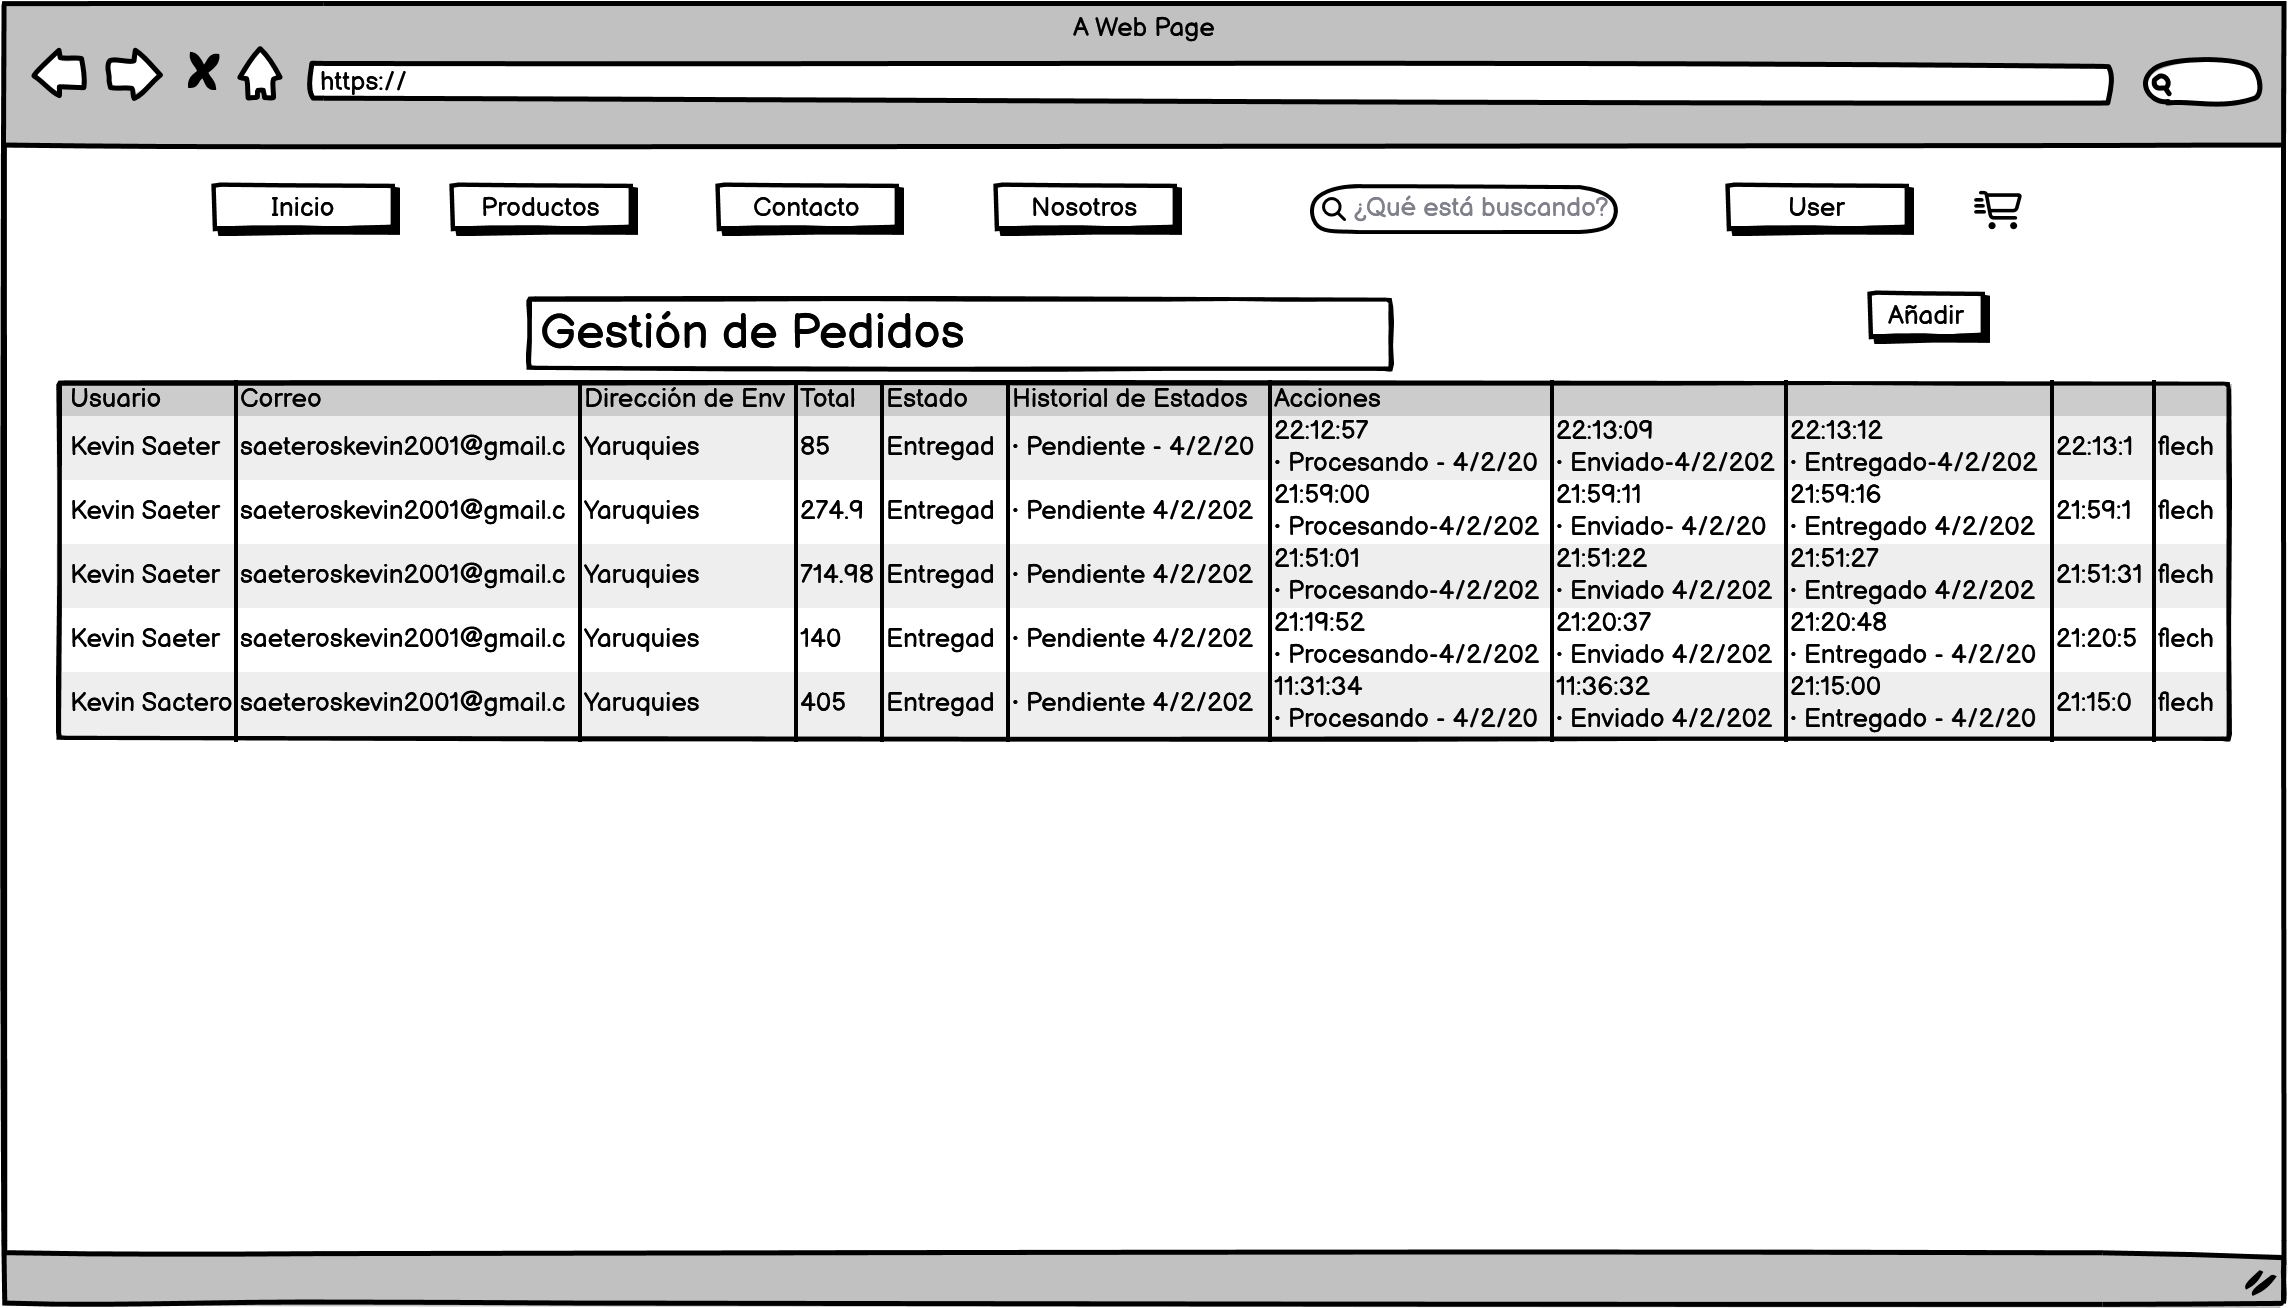 A Web Page
https://
Inicio Productos Contacto Nosotros ¿Qué está buscando? User
Añadir
Gestión de Pedidos
Usuario Correo Dirección de Env Total Estado Historial de Estados Acciones
Kevin Saeter saeteroskevin2001@gmail.c Yaruquies 85 Entregad · Pendiente - 4/2/20 22:12:57 22:13:09 22:13:12 22:13:1 flech
· Procesando - 4/2/20 · Enviado-4/2/202 · Entregado-4/2/202
Kevin Saeter saeteroskevin2001@gmail.c Yaruquies 274.9 Entregad · Pendiente 4/2/202 21:59:00 21:59:11 21:59:16 21:59:1 flech
· Procesando-4/2/202 · Enviado- 4/2/20 · Entregado 4/2/202
Kevin Saeter saeteroskevin2001@gmail.c Yaruquies 714.98 Entregad · Pendiente 4/2/202 21:51:01 21:51:22 21:51:27 21:51:31 flech
· Procesando-4/2/202 · Enviado 4/2/202 · Entregado 4/2/202
Kevin Saeter saeteroskevin2001@gmail.c Yaruquies 140 Entregad · Pendiente 4/2/202 21:19:52 21:20:37 21:20:48 21:20:5 flech
· Procesando-4/2/202 · Enviado 4/2/202 · Entregado - 4/2/20
Kevin Sactero saeteroskevin2001@gmail.c Yaruquies 405 Entregad · Pendiente 4/2/202 11:31:34 11:36:32 21:15:00 21:15:0 flech
· Procesando - 4/2/20 · Enviado 4/2/202 · Entregado - 4/2/20